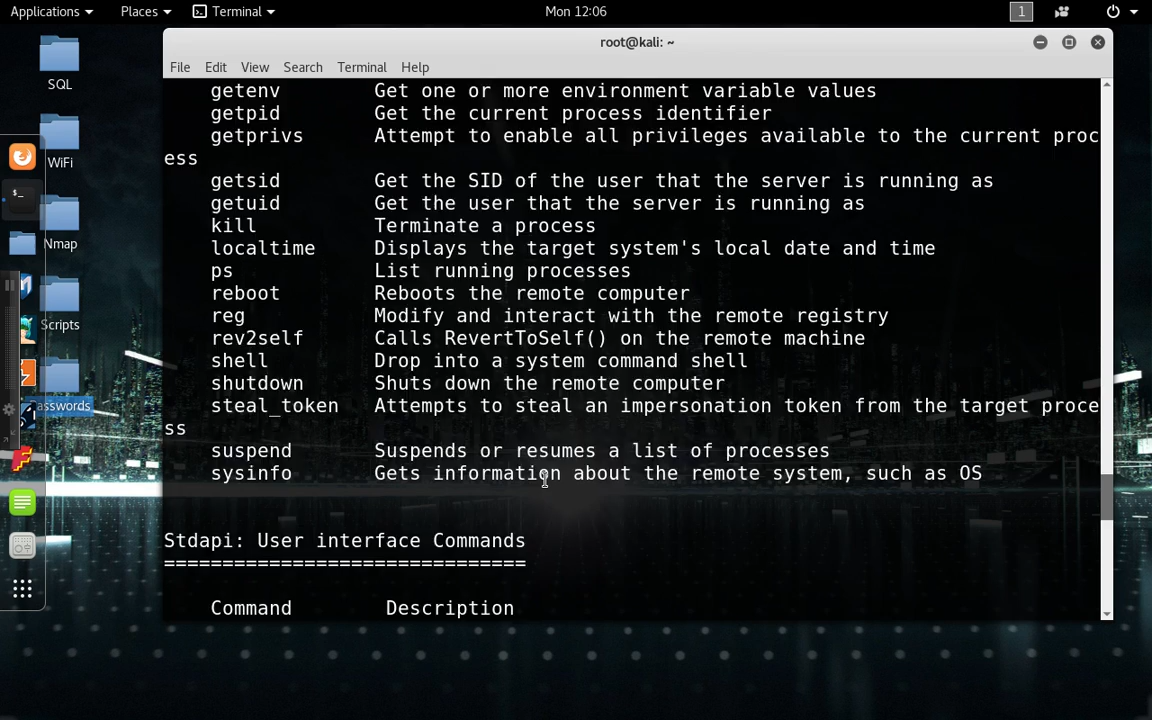 Applications Places Terminal Mon 12:06 1
root@kali: ~
File Edit View Search Terminal Help
SQL
WiFi
Nmap
Scripts
asswords
$_
getenv Get one or more environment variable values
getpid Get the current process identifier
getprivs Attempt to enable all privileges available to the current proc
ess
getsid Get the SID of the user that the server is running as
getuid Get the user that the server is running as
kill Terminate a process
localtime Displays the target system's local date and time
ps List running processes
reboot Reboots the remote computer
reg Modify and interact with the remote registry
rev2self Calls RevertToSelf() on the remote machine
shell Drop into a system command shell
shutdown Shuts down the remote computer
steal_token Attempts to steal an impersonation token from the target proce
ss
suspend Suspends or resumes a list of processes
sysinfo Gets information about the remote system, such as OS
Stdapi: User interface Commands
===============================
Command Description